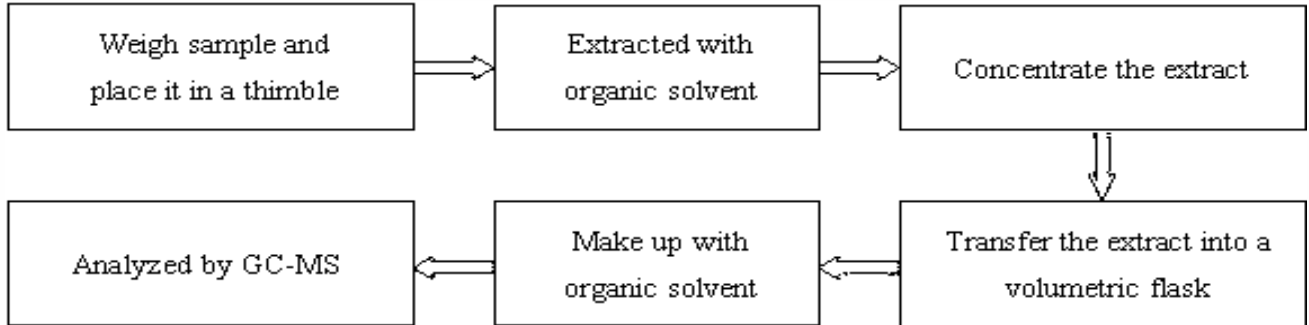 Weigh sample and
place it in a thimble
Extracted with
organic solvent
Concentrate the extract
Transfer the extract into a
volumetric flask
Make up with
organic solvent
Analyzed by GC-MS